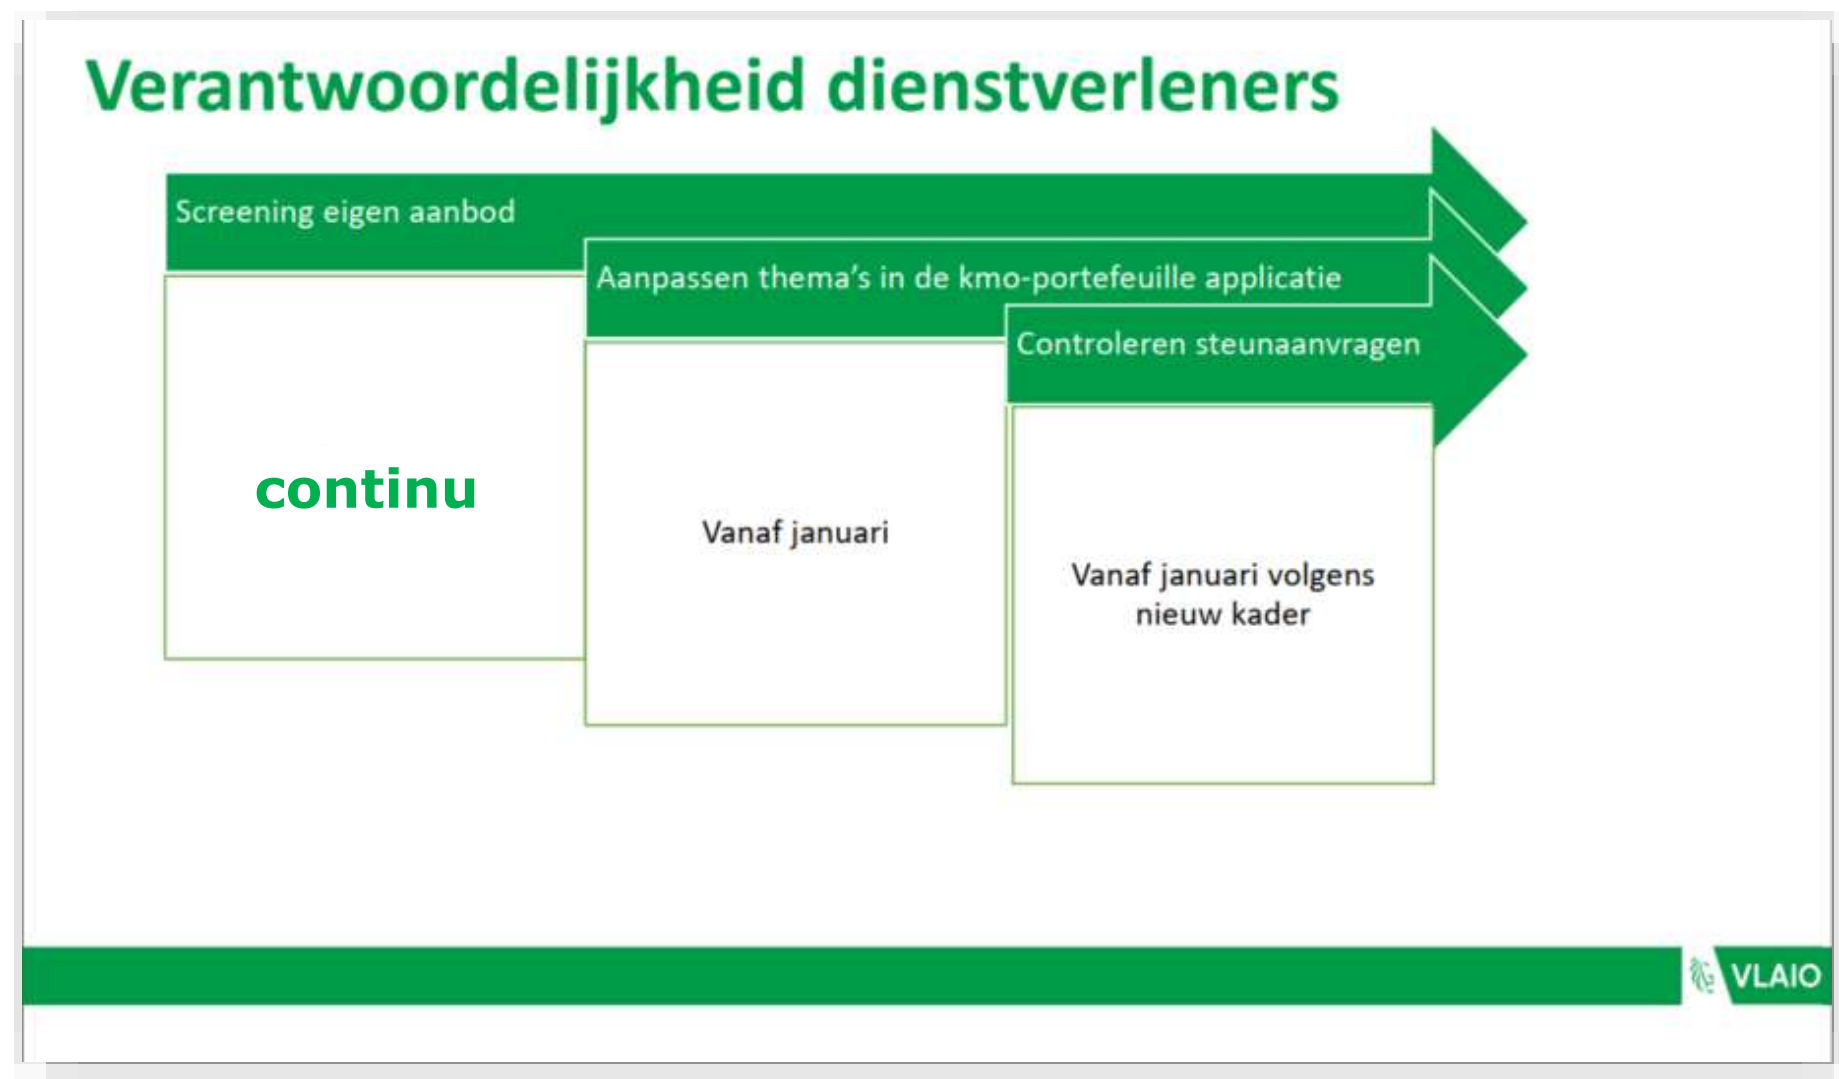 Verantwoordelijkheid dienstverleners
Screening eigen aanbod
continu
Aanpassen thema's in de kmo-portefeuille applicatie
Vanaf januari
Controleren steunaanvragen
Vanaf januari volgens
nieuw kader
VLAIO